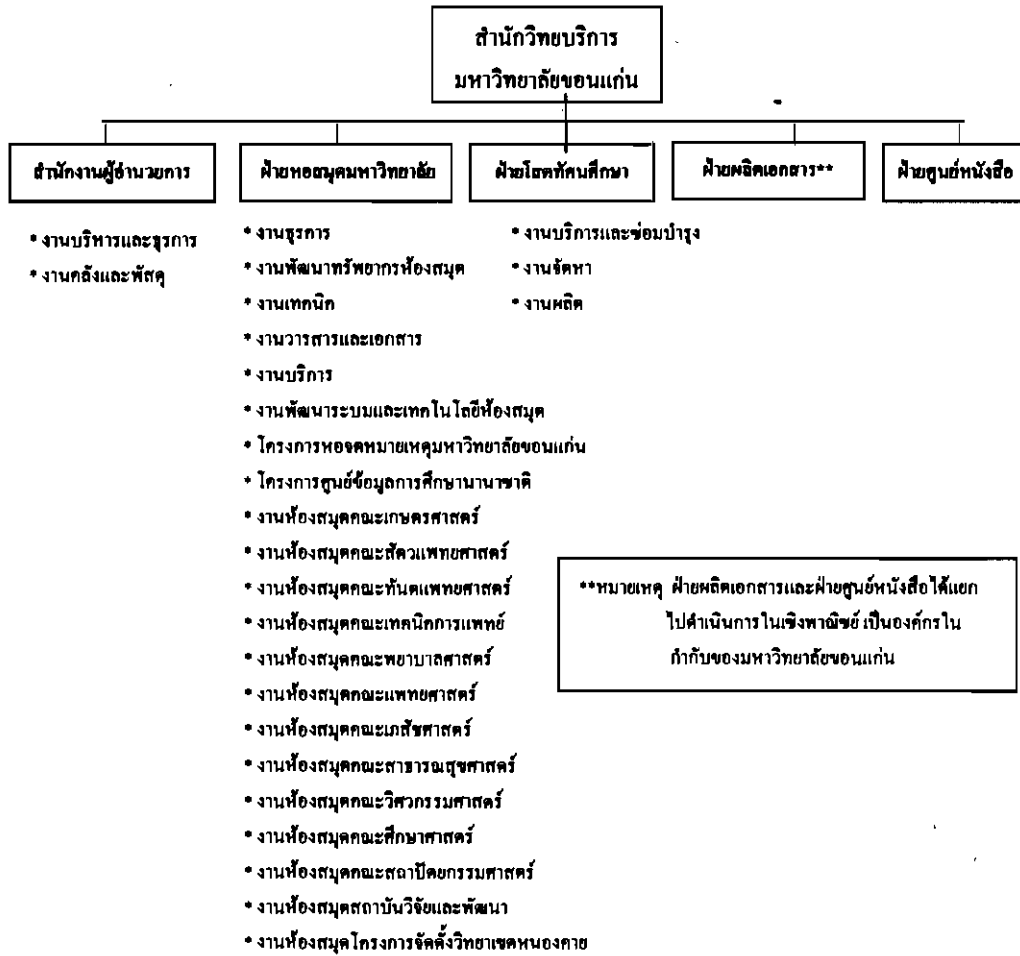 สำนักวิทยบริการ
มหาวิทยาลัยขอนแก่น
สำนักงานผู้อำนวยการ
ฝ่ายหอสมุดมหาวิทยาลัย
ฝ่ายโสตทัศนศึกษา
ฝ่ายผลิตเอกสาร**
ฝ่ายศูนย์หนังสือ
* งานบริหารและธุรการ
* งานคลังและพัสดุ
* งานธุรการ
* งานพัฒนาทรัพยากรห้องสมุด
* งานเทคนิค
* งานวารสารและเอกสาร
* งานบริการ
* งานพัฒนาระบบและเทคโนโลยีห้องสมุด
* โครงการหอจดหมายเหตุมหาวิทยาลัยขอนแก่น
* โครงการศูนย์ข้อมูลการศึกษานานาชาติ
* งานห้องสมุดคณะเกษตรศาสตร์
* งานห้องสมุดคณะสัตวแพทยศาสตร์
* งานห้องสมุดคณะทันตแพทยศาสตร์
* งานห้องสมุดคณะเทคนิกการแพทย์
* งานห้องสมุดคณะพยาบาลศาสตร์
* งานห้องสมุดคณะแพทยศาสตร์
* งานห้องสมุดคณะเภสัชศาสตร์
* งานห้องสมุดคณะสาธารณสุขศาสตร์
* งานห้องสมุดคณะวิศวกรรมศาสตร์
* งานห้องสมุดคณะศึกษาศาสตร์
* งานห้องสมุดคณะสถาปัตยกรรมศาสตร์
* งานห้องสมุดสถาบันวิจัยและพัฒนา
* งานห้องสมุดโครงการจัดตั้งวิทยาเขตหนองคาย
* งานบริการและซ่อมบำรุง
* งานจัดหา
* งานผลิต
**หมายเหตุ ฝ่ายผลิตเอกสารและฝ่ายศูนย์หนังสือได้แยก
ไปดำเนินการในเชิงพาณิชย์ เป็นองค์กรใน
กำกับของมหาวิทยาลัยขอนแก่น